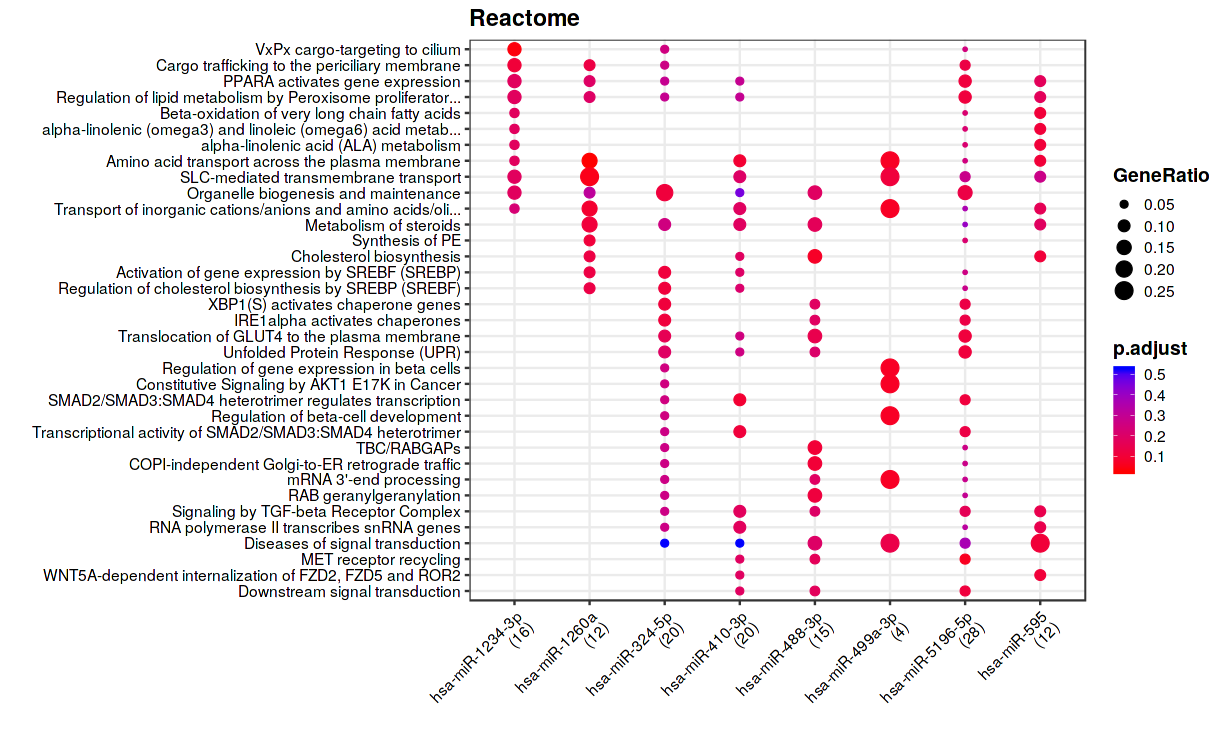 Reactome
VxPx cargo-targeting to cilium
Cargo trafficking to the periciliary membrane
PPARA activates gene expression
Regulation of lipid metabolism by Peroxisome proliferator...
Beta-oxidation of very long chain fatty acids
alpha-linolenic (omega3) and linoleic (omega6) acid metab...
alpha-linolenic acid (ALA) metabolism
Amino acid transport across the plasma membrane
SLC-mediated transmembrane transport
Organelle biogenesis and maintenance
Transport of inorganic cations/anions and amino acids/oli...
Metabolism of steroids
Synthesis of PE
Cholesterol biosynthesis
Activation of gene expression by SREBF (SREBP)
Regulation of cholesterol biosynthesis by SREBP (SREBF)
XBP1(S) activates chaperone genes
IRE1alpha activates chaperones
Translocation of GLUT4 to the plasma membrane
Unfolded Protein Response (UPR)
Regulation of gene expression in beta cells
Constitutive Signaling by AKT1 E17K in Cancer
SMAD2/SMAD3:SMAD4 heterotrimer regulates transcription
Regulation of beta-cell development
Transcriptional activity of SMAD2/SMAD3:SMAD4 heterotrimer
TBC/RABGAPs
COPI-independent Golgi-to-ER retrograde traffic
mRNA 3'-end processing
RAB geranylgeranylation
Signaling by TGF-beta Receptor Complex
RNA polymerase II transcribes snRNA genes
Diseases of signal transduction
MET receptor recycling
WNT5A-dependent internalization of FZD2, FZD5 and ROR2
Downstream signal transduction
hsa-miR-1234-3p
(16)
hsa-miR-1260a
(12)
hsa-miR-324-5p
(20)
hsa-miR-410-3p
(20)
hsa-miR-488-3p
(15)
hsa-miR-499a-3p
(4)
hsa-miR-5196-5p
(28)
hsa-miR-595
(12)
GeneRatio
0.05
0.10
0.15
0.20
0.25
p.adjust
0.5
0.4
0.3
0.2
0.1